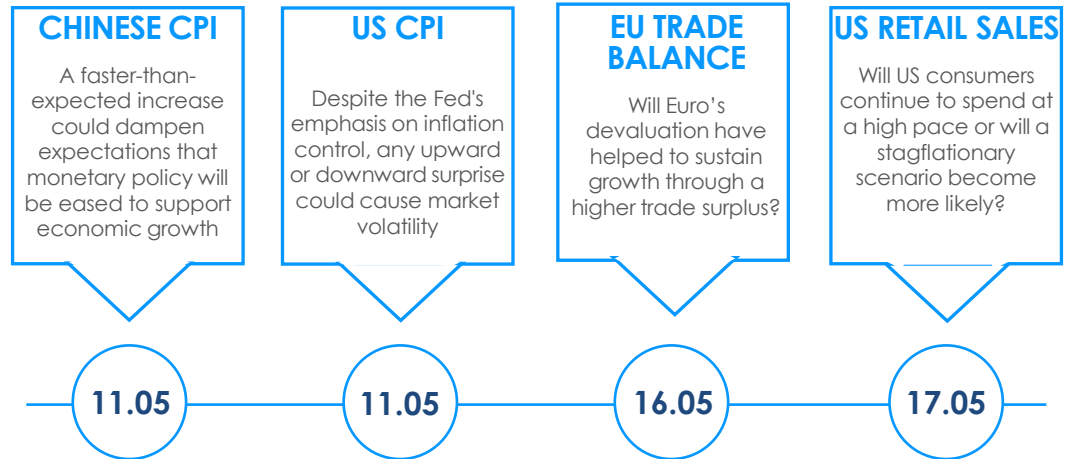 CHINESE CPI
A faster-than-
expected increase
could dampen
expectations that
monetary policy will
be eased to support
economic growth
US CPI
Despite the Fed's
emphasis on inflation
control, any upward
or downward surprise
could cause market
volatility
EU TRADE
BALANCE
Will Euro’s
devaluation have
helped to sustain
growth through a
higher trade surplus?
US RETAIL SALES
Will US consumers
continue to spend at
a high pace or will a
stagflationary
scenario become
more likely?
11.05
11.05
16.05
17.05